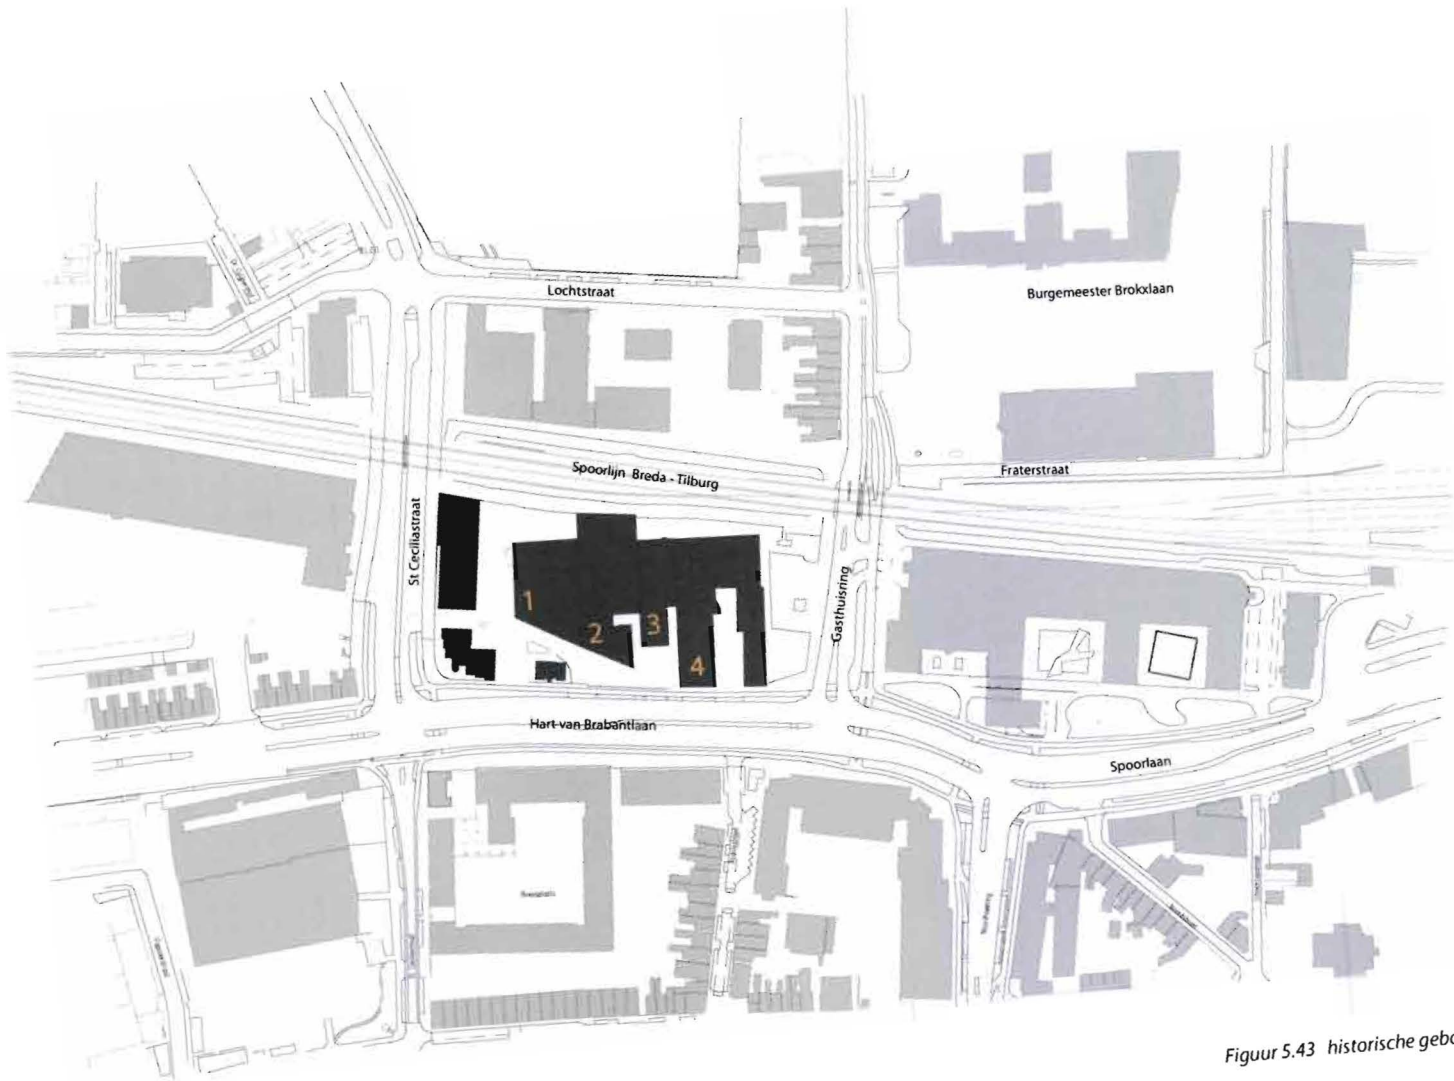 Lochtstraat
Burgemeester Brokxlaan
Spoorlijn Breda - Tilburg
Fraterstraat
St Ceciliastraat
Gasthuisring
1
2
3
4
Hart van Brabantlaan
Spoorlaan
Figuur 5.43 historische gebo